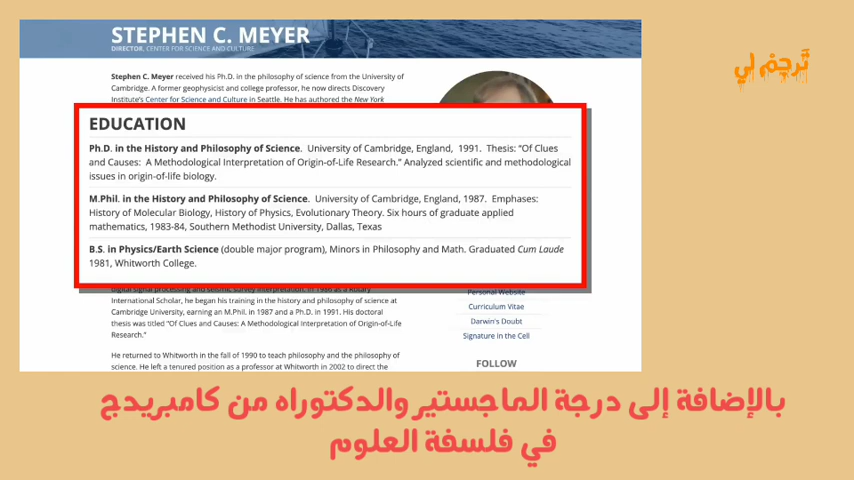 STEPHEN C. MEYER
DIRECTOR, CENTER FOR SCIENCE AND CULTURE
تَرجِمْ لي
Stephen C. Meyer received his Ph.D. in the philosophy of science from the University of
Cambridge. A former geophysicist and college professor, he now directs Discovery
Institute's Center for Science and Culture in Seattle. He has authored the New York
EDUCATION
Ph.D. in the History and Philosophy of Science. University of Cambridge, England, 1991. Thesis: "Of Clues
and Causes: A Methodological Interpretation of Origin-of-Life Research." Analyzed scientific and methodological
issues in origin-of-life biology.
M.Phil. in the History and Philosophy of Science. University of Cambridge, England, 1987. Emphases:
History of Molecular Biology, History of Physics, Evolutionary Theory. Six hours of graduate applied
mathematics, 1983-84, Southern Methodist University, Dallas, Texas
B.S. in Physics/Earth Science (double major program), Minors in Philosophy and Math. Graduated Cum Laude
1981, Whitworth College.
digital signal processing and seismic survey interpretation. In 1986 as a Rotary
International Scholar, he began his training in the history and philosophy of science at
Cambridge University, earning an M.Phil. in 1987 and a Ph.D. in 1991. His doctoral
thesis was titled "Of Clues and Causes: A Methodological Interpretation of Origin-of-Life
Research."
He returned to Whitworth in the fall of 1990 to teach philosophy and the philosophy of
science. He left a tenured position as a professor at Whitworth in 2002 to direct the
Personal Website
Curriculum Vitae
Darwin's Doubt
Signature in the Cell
FOLLOW
بالإضافة إلى درجة الماجستير والدكتوراه من كامبريدج
في فلسفة العلوم